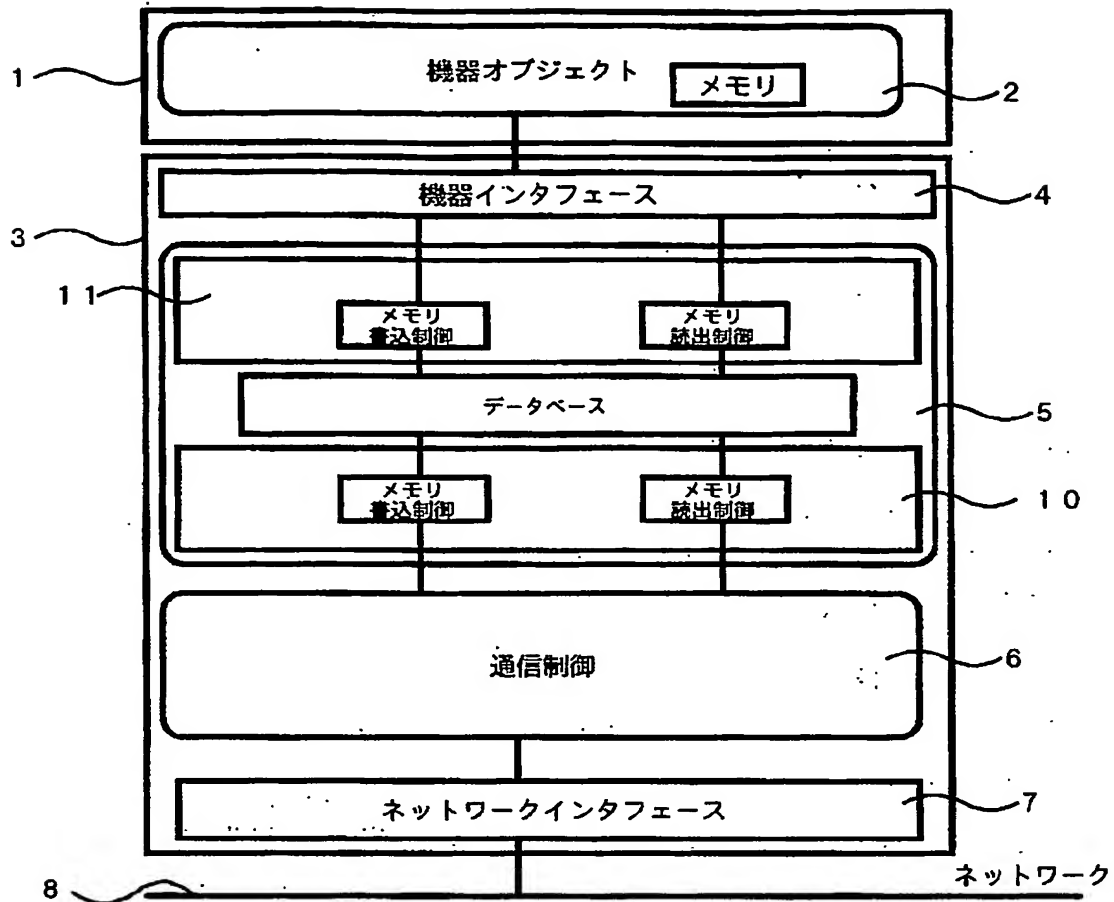 1
機器オブジェクト
メモリ
2
機器インタフェース
4
3
11
メモリ
書込制御
メモリ
読出制御
データベース
5
メモリ
書込制御
メモリ
読出制御
10
通信制御
6
ネットワークインタフェース
7
ネットワーク
8